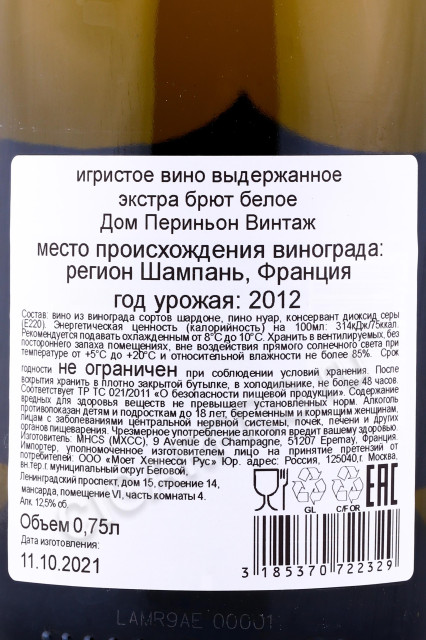 игристое вино выдержанное
экстра брют белое
Дом Периньон Винтаж
место происхождения винограда:
регион Шампань, Франция
год урожая: 2012
Состав: вино из винограда сортов шардоне, пино нуар, консервант диоксид серы
(Е220). Энергетическая ценность (калорийность) на 100мл: 314кДж/75ккал.
Рекомендуется подавать охлажденным от 8°С до 10°С. Хранить в вентилируемых, без
постороннего запаха помещениях, вне воздействия прямого солнечного света при
температуре от +5°С до +20°С и относительной влажности не более 85%. Срок
годности не ограничен при соблюдении условий хранения. После
вскрытия хранить в плотно закрытой бутылке, в холодильнике, не более 48 часов.
Соответствует ТР ТС 021/2011 «О безопасности пищевой продукции». Содержание
вредных для здоровья веществ не превышает установленных норм. Алкоголь
противопоказан детям и подросткам до 18 лет, беременным и кормящим женщинам,
лицам с заболеваниями центральной нервной системы, почек, печени и других
органов пищеварения. Чрезмерное употребление алкоголя вредит вашему здоровью.
Изготовитель: MHCS (МХСС), 9 Avenue de Champagne, 51207 Epernay, Франция.
Импортер, уполномоченное изготовителем лицо на принятие претензий от
потребителей: ООО «Моет Хеннесси Рус» Юр. адрес: Россия, 125040, г. Москва,
вн.тер.г. муниципальный округ Беговой,
Ленинградский проспект, дом 15, строение 14,
мансарда, помещение VI, часть комнаты 4.
Алк. 12,5% об.
GL C/FOR EAC
Объем 0,75л
Дата изготовления:
11.10.2021
3 185370 722329
LAMR9AE 00001